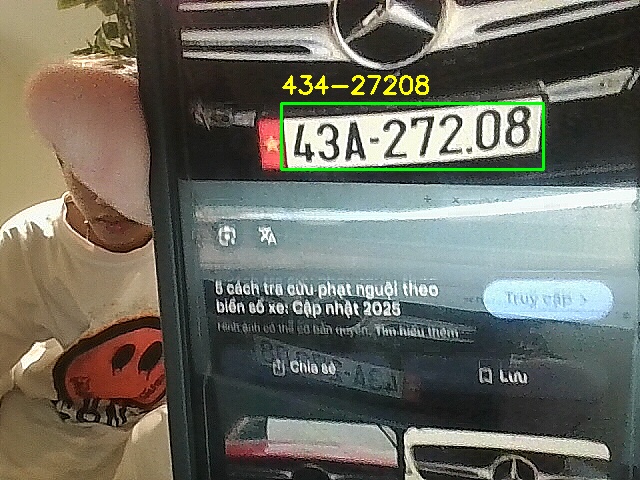 434-27208
43A-272.08
5 cách tra cứu phạt nguội theo
biển số xe: Cập nhật 2025
Truy cập >
Hình ảnh có thể có bản quyền. Tìm hiểu thêm
Chia sẻ
Lưu